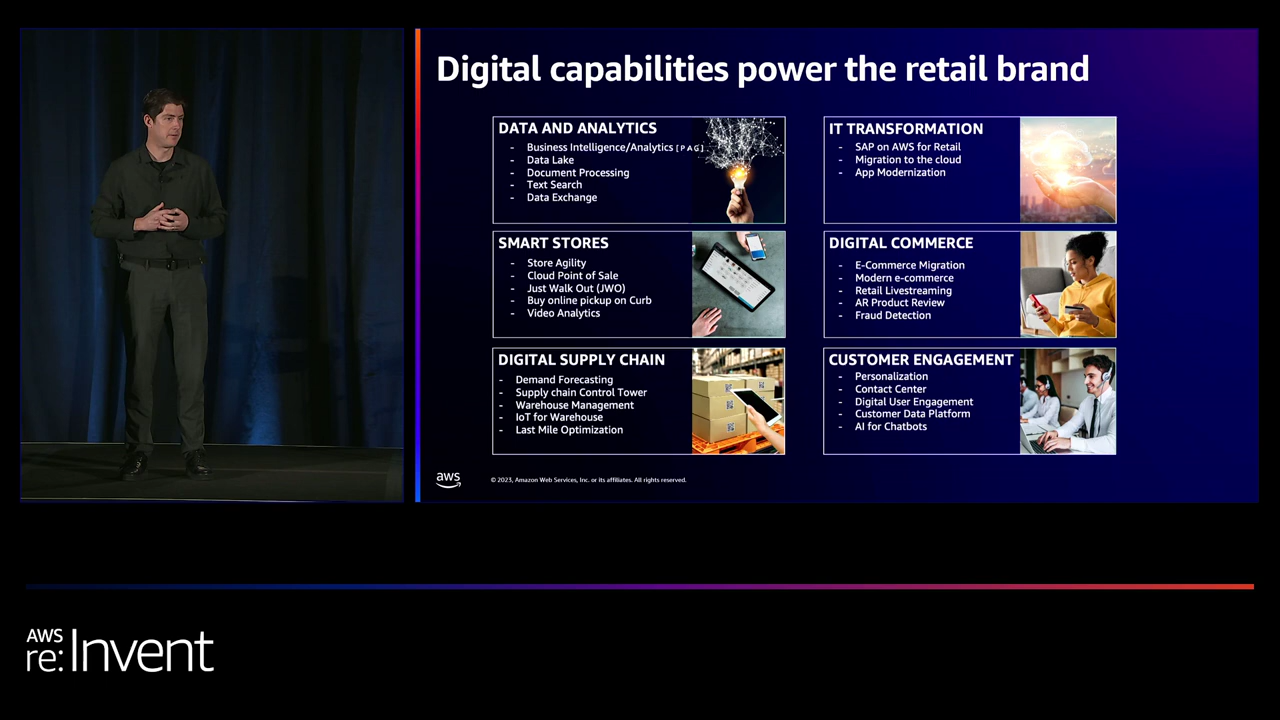 Digital capabilities power the retail brand
DATA AND ANALYTICS
- Business Intelligence/Analytics [PAG]
- Data Lake
- Document Processing
- Text Search
- Data Exchange
IT TRANSFORMATION
- SAP on AWS for Retail
- Migration to the cloud
- App Modernization
SMART STORES
- Store Agility
- Cloud Point of Sale
- Just Walk Out (JWO)
- Buy online pickup on Curb
- Video Analytics
DIGITAL COMMERCE
- E-Commerce Migration
- Modern e-commerce
- Retail Livestreaming
- AR Product Review
- Fraud Detection
DIGITAL SUPPLY CHAIN
- Demand Forecasting
- Supply chain Control Tower
- Warehouse Management
- IoT for Warehouse
- Last Mile Optimization
CUSTOMER ENGAGEMENT
- Personalization
- Contact Center
- Digital User Engagement
- Customer Data Platform
- AI for Chatbots
aws
© 2023, Amazon Web Services, Inc. or its affiliates. All rights reserved.
AWS
re:Invent